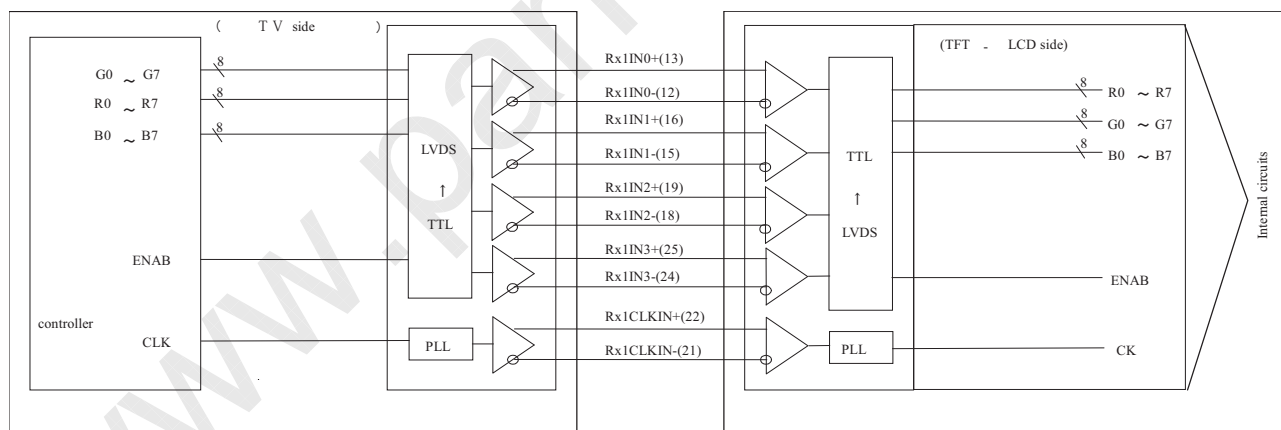 ( T V side )
G0 ~ G7
8
R0 ~ R7
8
B0 ~ B7
8
ENAB
controller
CLK
LVDS
↑
TTL
PLL
Rx1IN0+(13)
Rx1IN0-(12)
Rx1IN1+(16)
Rx1IN1-(15)
Rx1IN2+(19)
Rx1IN2-(18)
Rx1IN3+(25)
Rx1IN3-(24)
Rx1CLKIN+(22)
Rx1CLKIN-(21)
(TFT - LCD side)
TTL
↑
LVDS
PLL
8
R0 ~ R7
8
G0 ~ G7
8
B0 ~ B7
ENAB
CK
Internal circuits
www.pan